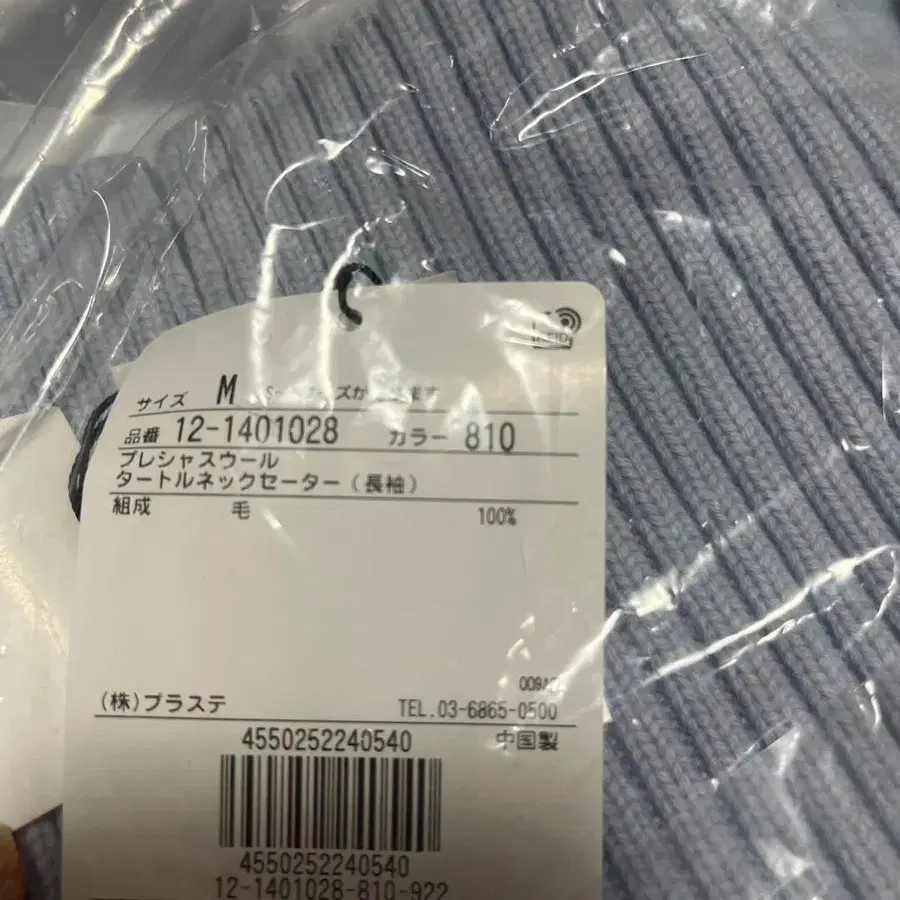 サイズ M
品番 12-1401028 カラー 810
プレシャスウール
タートルネックセーター(長袖)
組成 毛 100%
(株)プラステ TEL.03-6865-0500
4550252240540 中国製
4550252240540
12-1401028-810-922